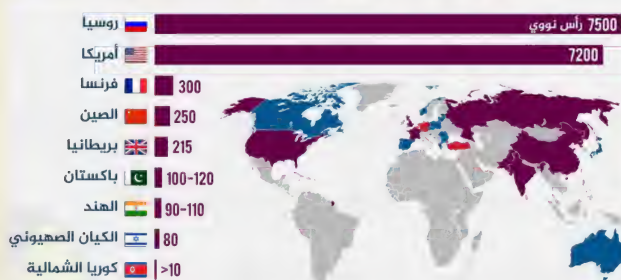 روسيا 7500 رأس نووي
أمريكا 7200
فرنسا 300
الصين 250
بريطانيا 215
باكستان 100-120
الهند 90-110
الكيان الصهيوني 80
كوريا الشمالية >10